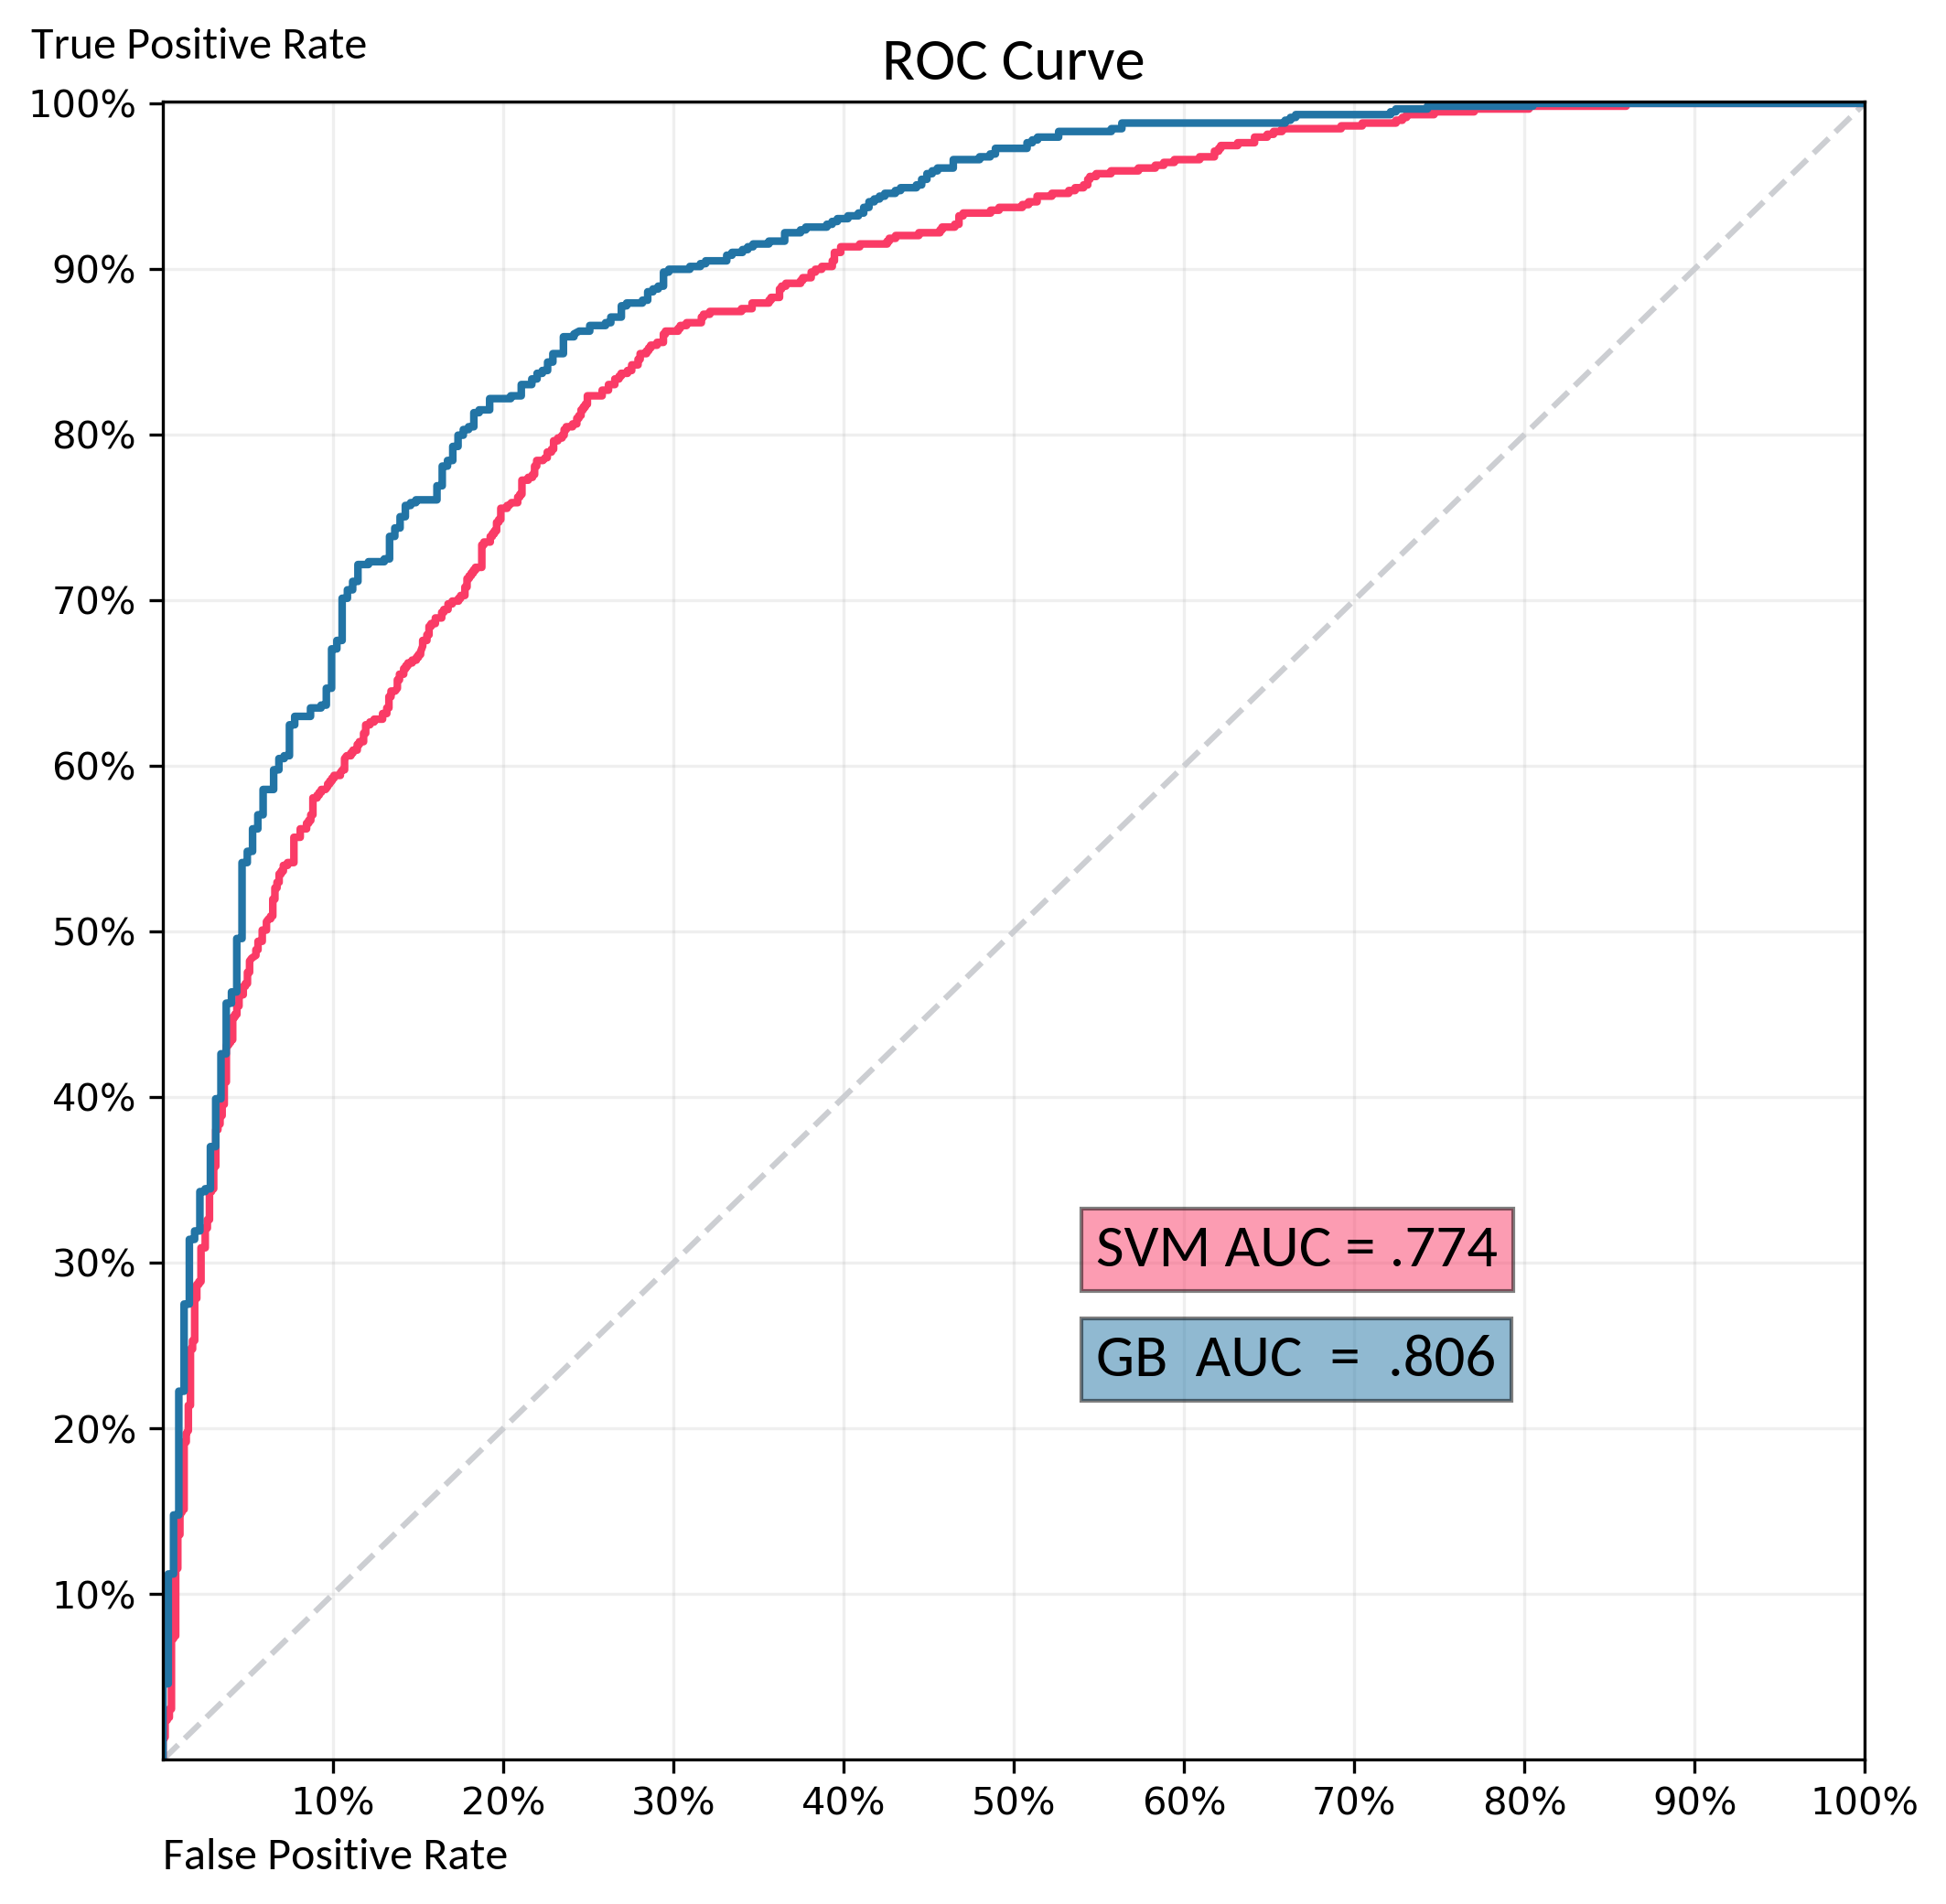 True Positive Rate
ROC Curve
100%
90%
80%
70%
60%
50%
40%
30%
20%
10%
SVM AUC = .774
GB AUC = .806
10% 20% 30% 40% 50% 60% 70% 80% 90% 100%
False Positive Rate